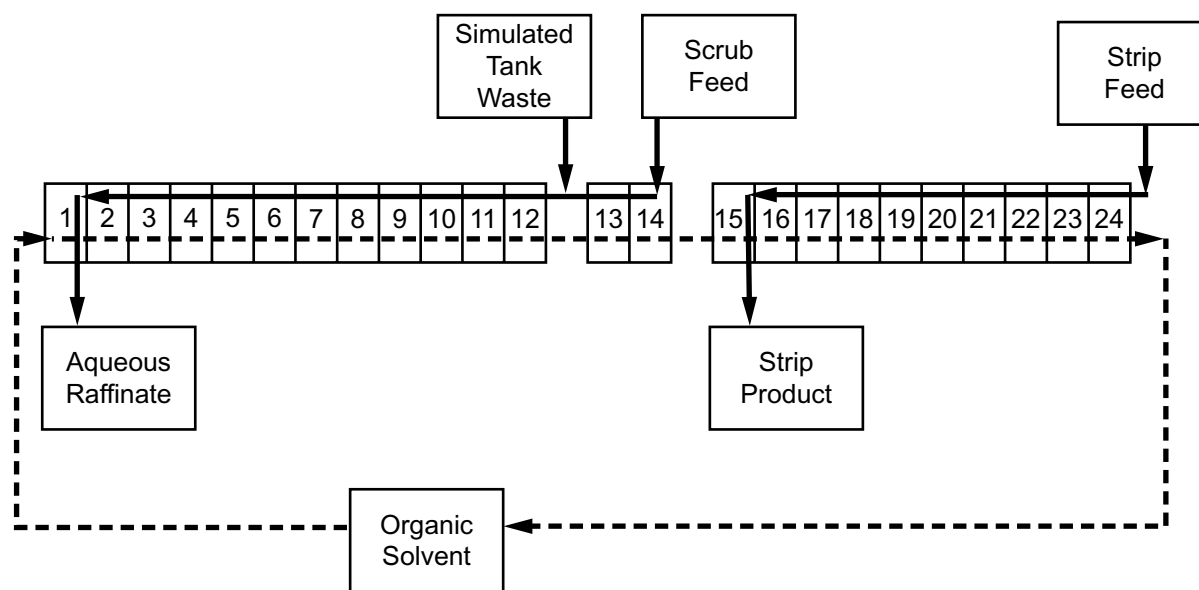 Simulated
Tank
Waste
Scrub
Feed
Strip
Feed
1 2 3 4 5 6 7 8 9 10 11 12 13 14 15 16 17 18 19 20 21 22 23 24
Aqueous
Raffinate
Strip
Product
Organic
Solvent